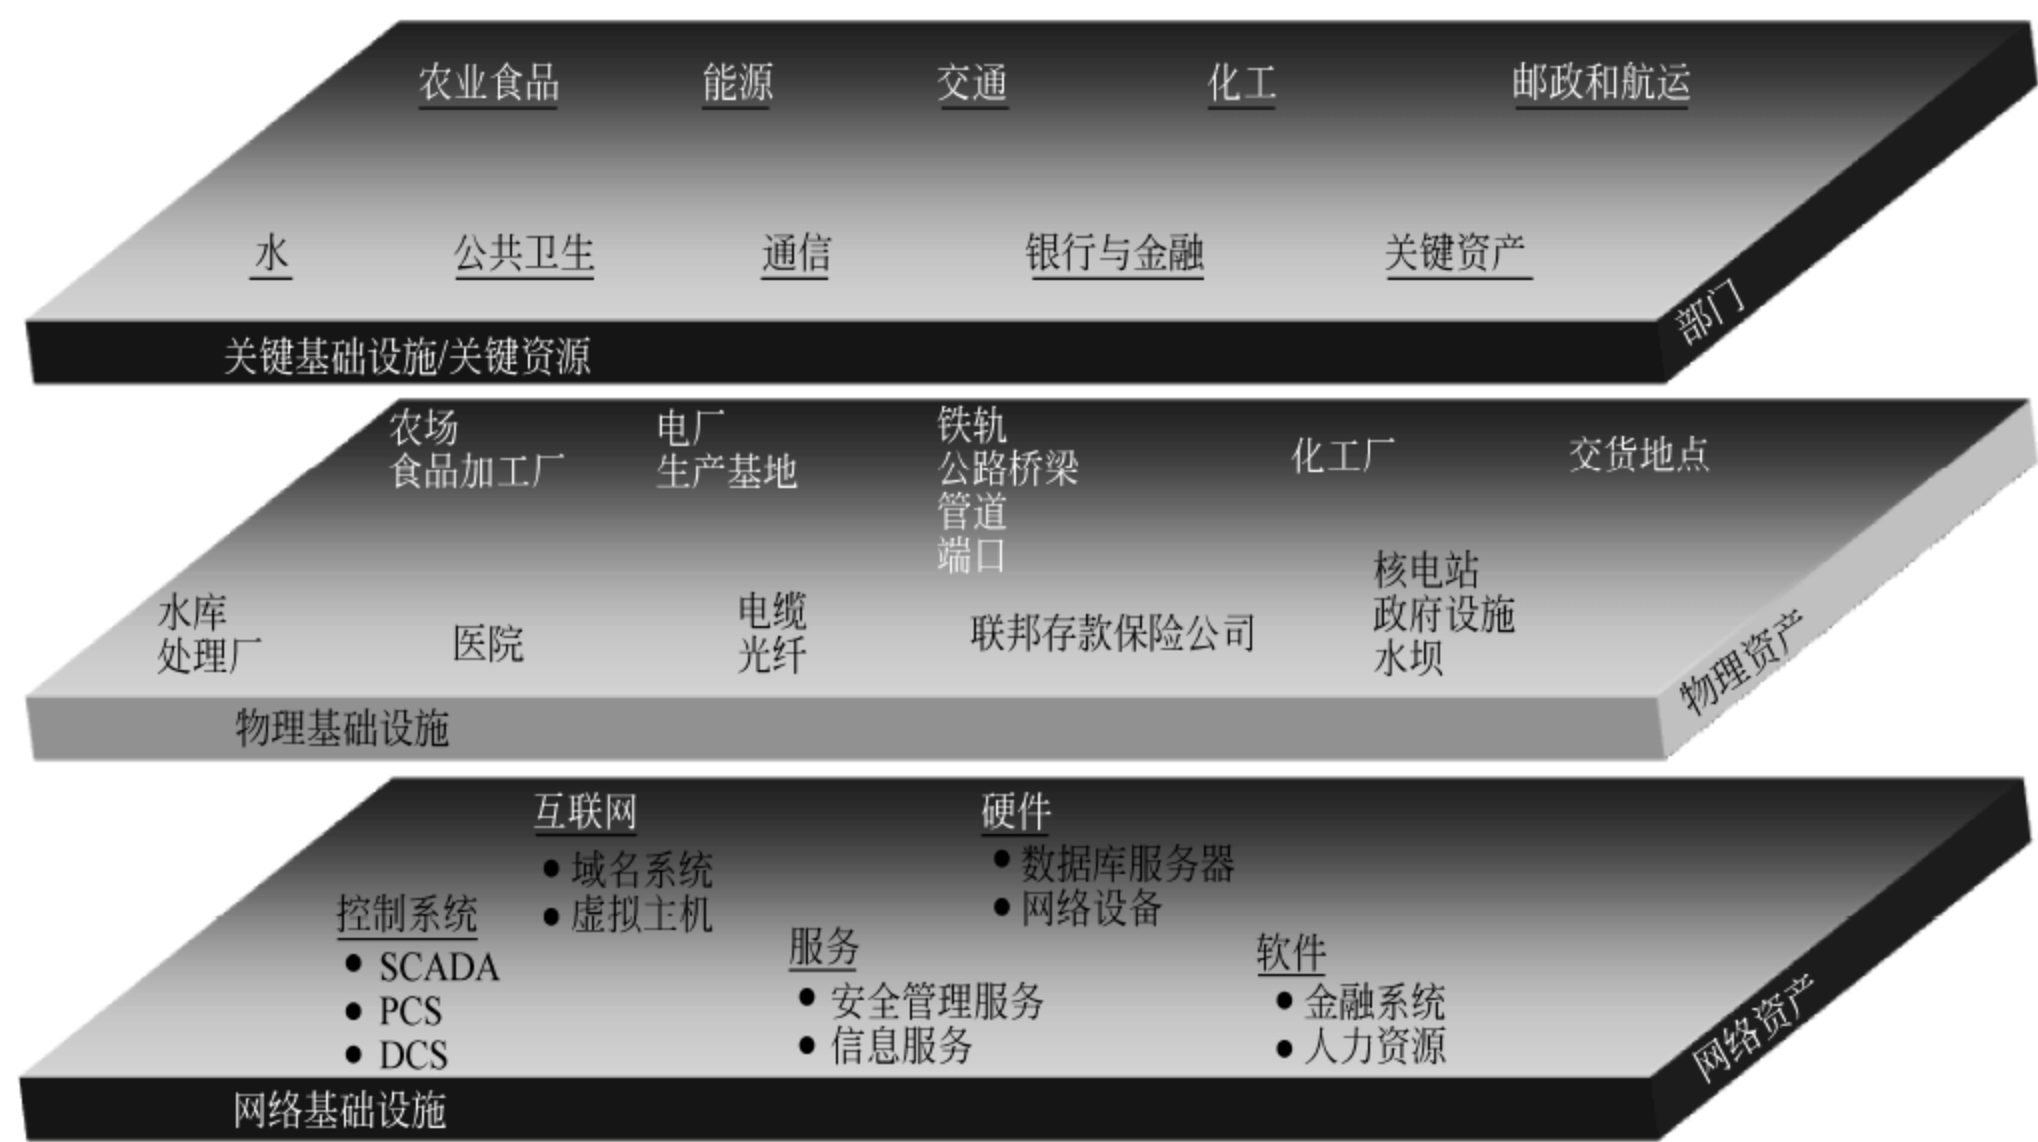 农业食品
能源
交通
化工
邮政和航运
水
公共卫生
通信
银行与金融
关键资产
关键基础设施/关键资源
部门
农场
食品加工厂
电厂
生产基地
铁轨
公路桥梁
管道
端口
化工厂
交货地点
水库
处理厂
医院
电缆
光纤
联邦存款保险公司
核电站
政府设施
水坝
物理基础设施
物理资产
互联网
• 域名系统
• 虚拟主机
硬件
• 数据库服务器
• 网络设备
控制系统
• SCADA
• PCS
• DCS
服务
• 安全管理服务
• 信息服务
软件
• 金融系统
• 人力资源
网络基础设施
网络资产